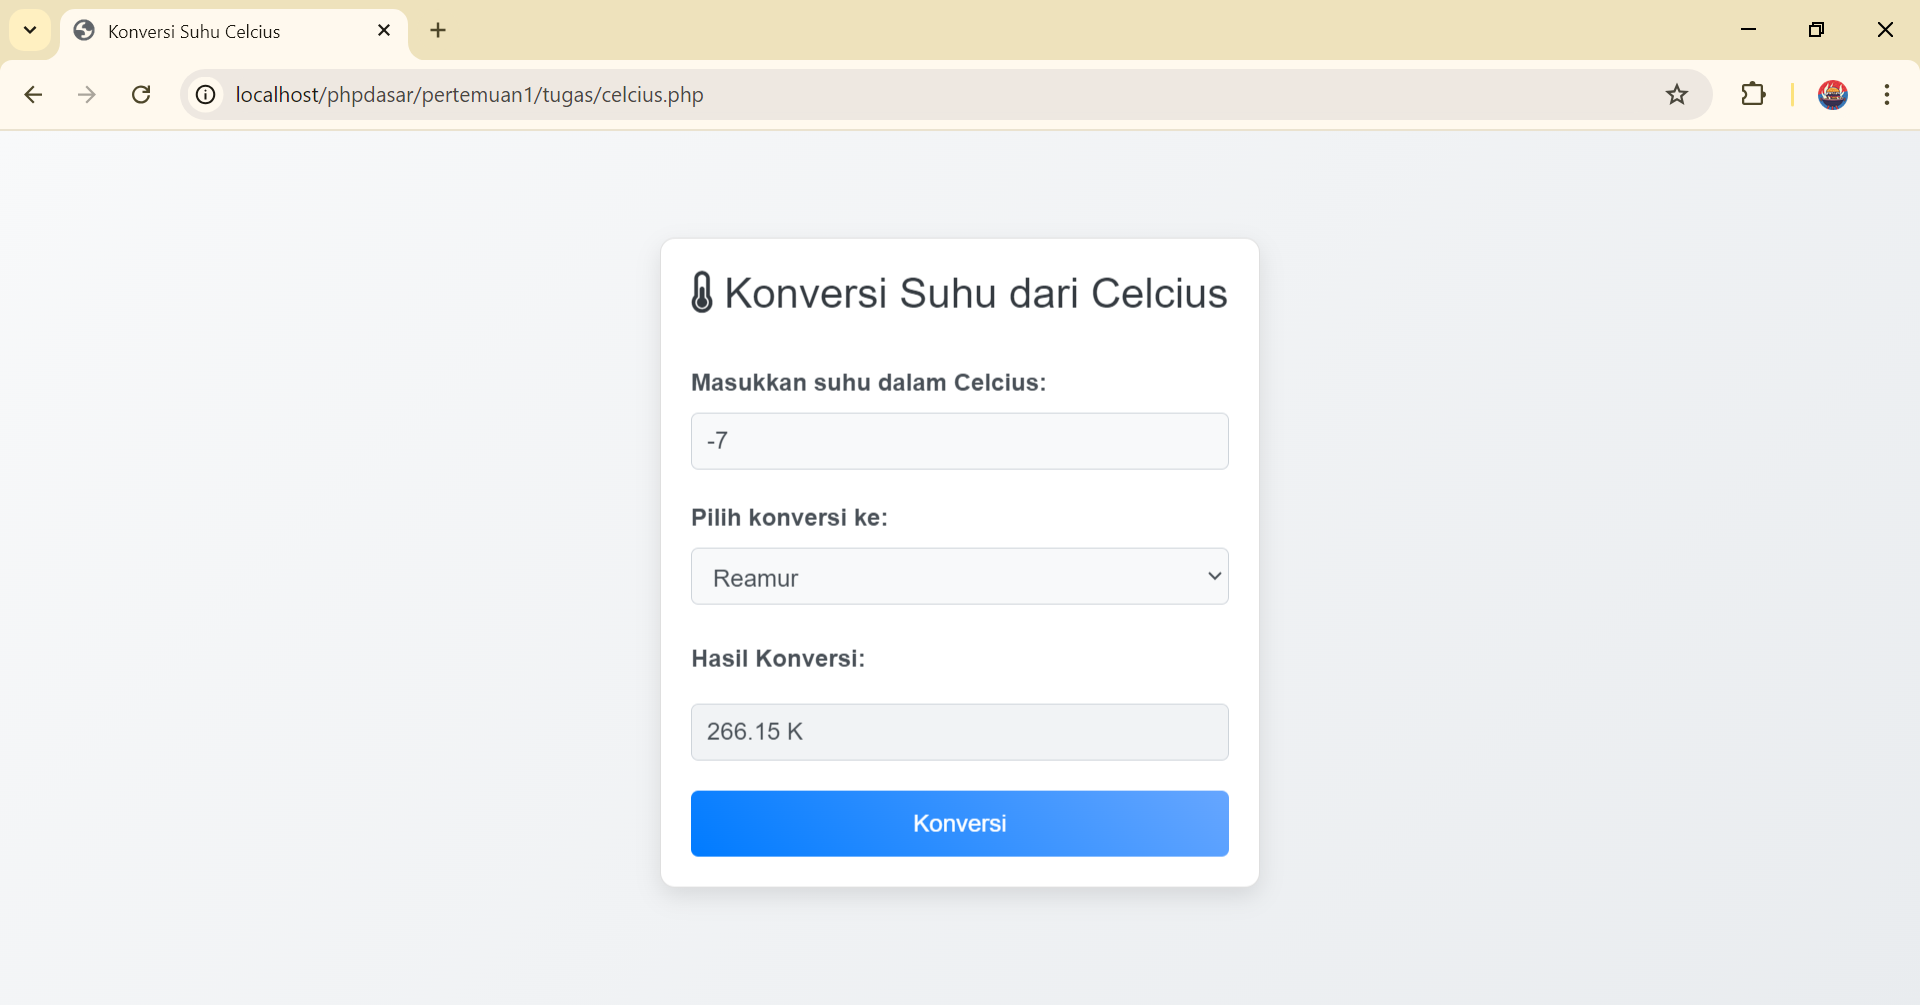 Konversi Suhu Celcius
localhost/phpdasar/pertemuan1/tugas/celcius.php
Konversi Suhu dari Celcius
Masukkan suhu dalam Celcius:
-7
Pilih konversi ke:
Reamur
Hasil Konversi:
266.15 K
Konversi